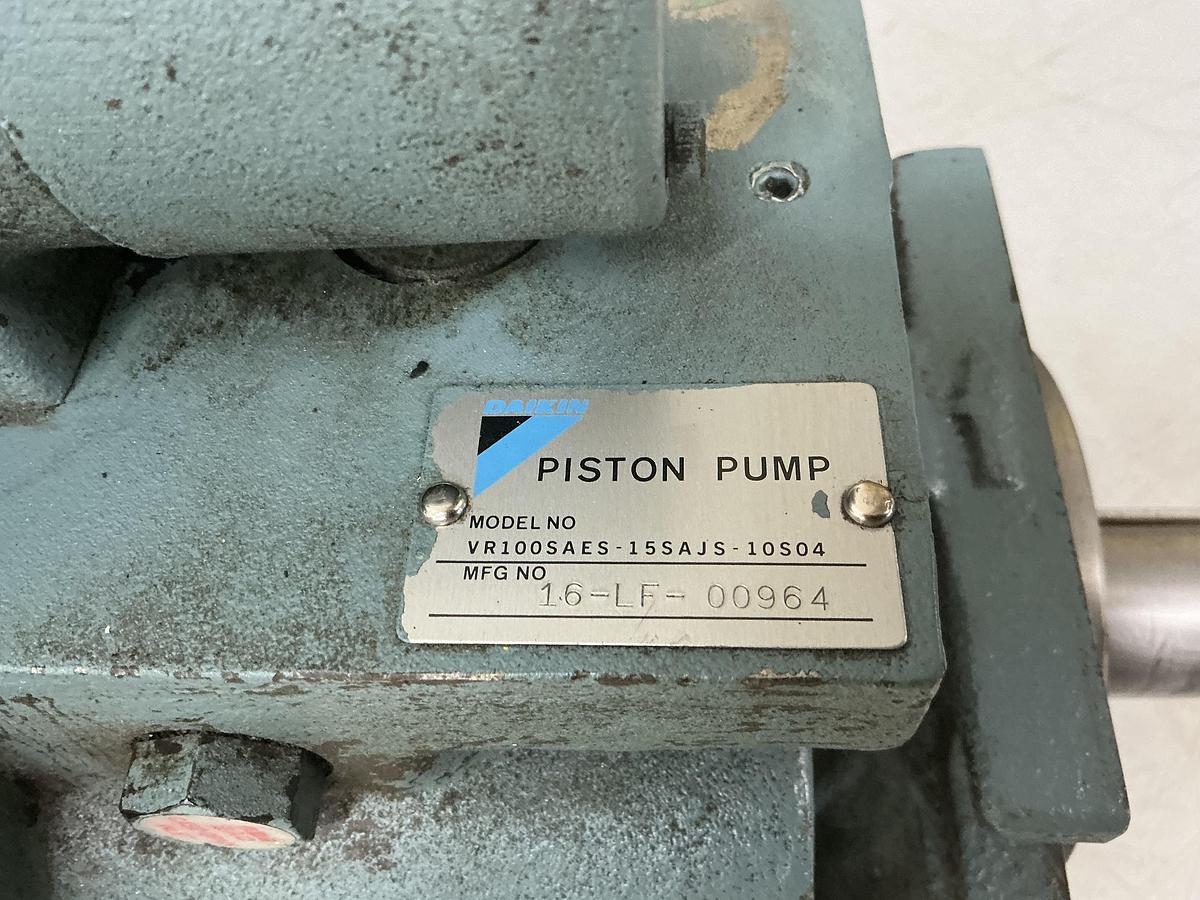 DAIKIN
PISTON PUMP
MODEL NO
VR100SAES-15SAJS-10S04
MFG NO
16-LF- 00964